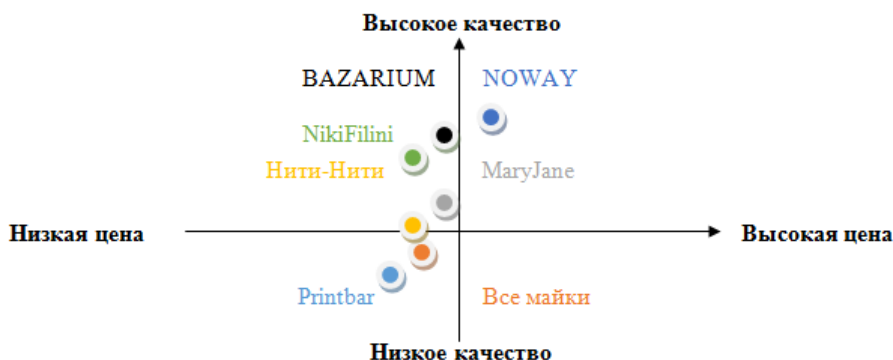 Высокое качество
BAZARIUM
NOWAY
NikiFilini
Нити-Нити
MaryJane
Низкая цена
Высокая цена
Printbar
Все майки
Низкое качество